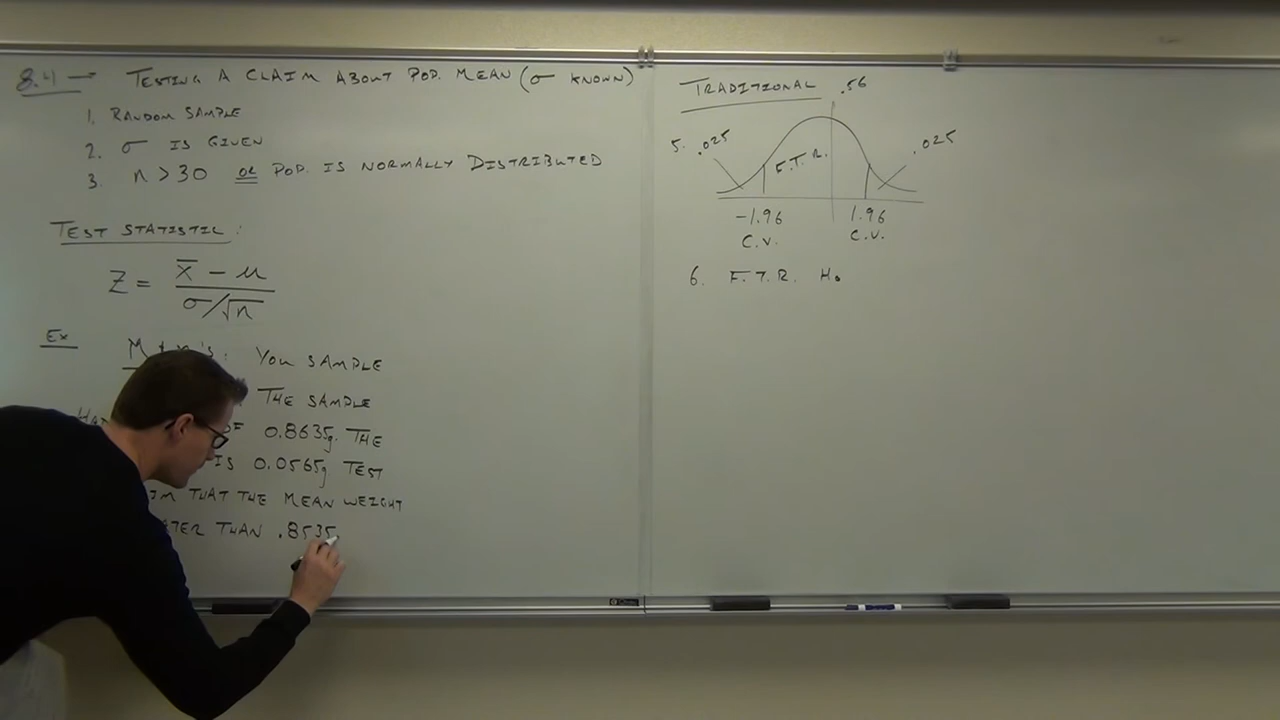 8.4 → TESTING A CLAIM ABOUT POP. MEAN (σ KNOWN)
1. RANDOM SAMPLE
2. σ IS GIVEN
3. n > 30 OR POP. IS NORMALLY DISTRIBUTED
TEST STATISTIC:
Z = (x̄ - μ) / (σ/√n)
Ex M+m's: YOU SAMPLE
THE SAMPLE
0.8635g. THE
IS 0.0565g TEST
THAT THE MEAN WEIGHT
THAN .8535
TRADITIONAL .56
5. .025 F.T.R. .025
-1.96 1.96
C.V. C.V.
6. F.T.R. H₀